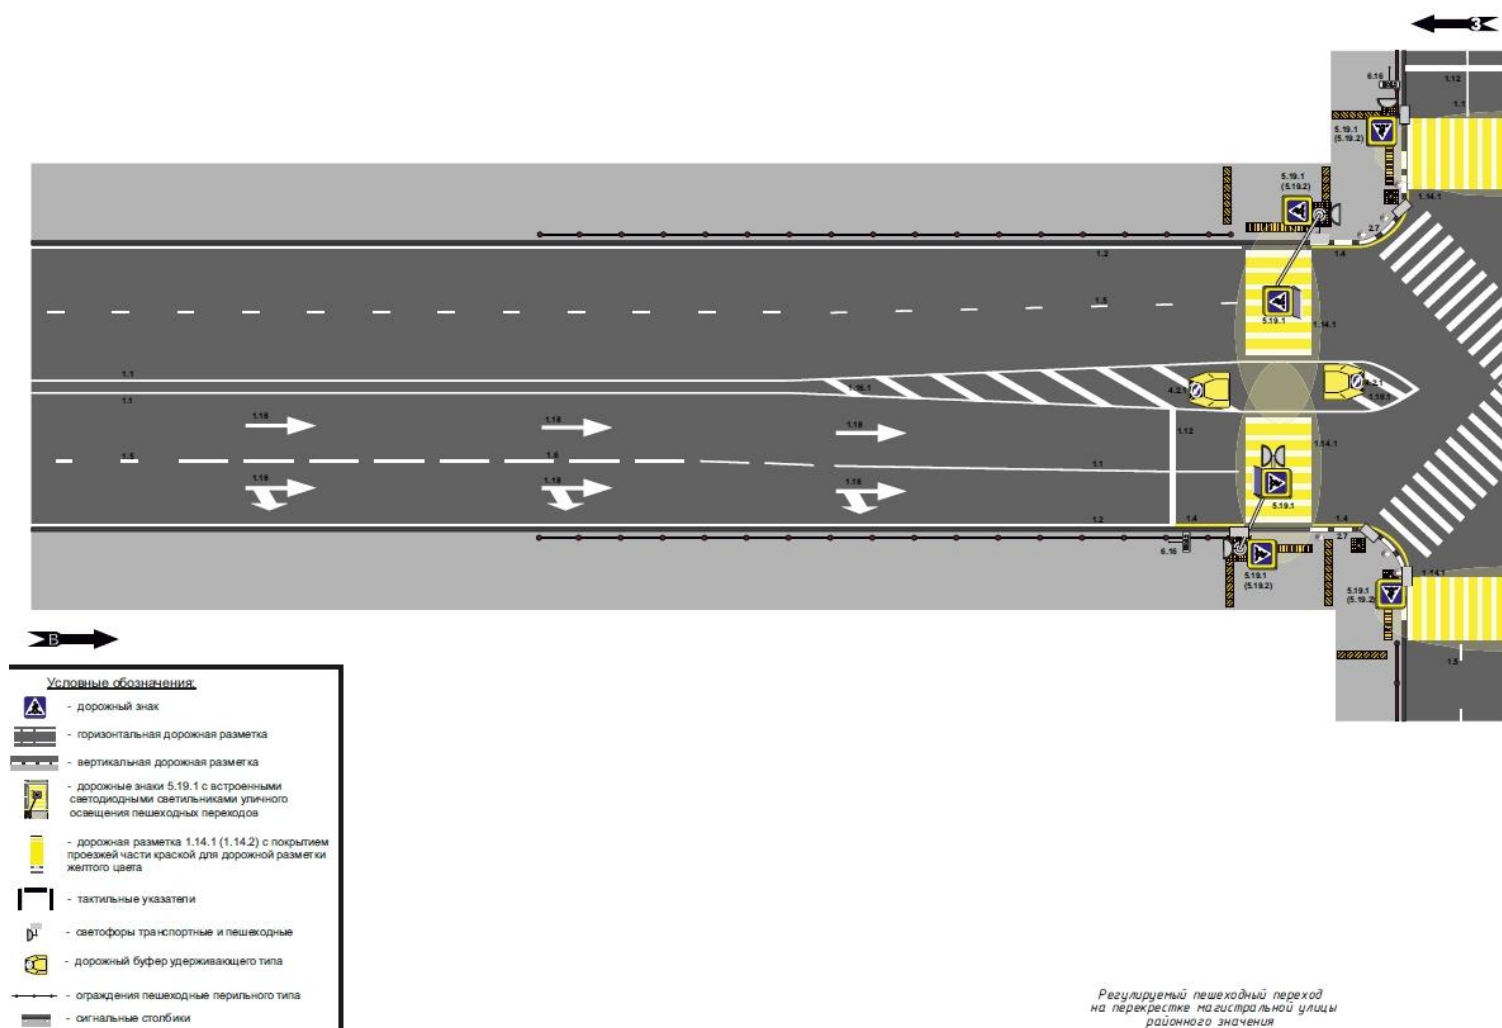 З
6.16
1.12
1.1
5.19.1
(5.19.2)
5.19.1
(5.19.2)
1.14.1
2.7
1.2
1.4
1.5
5.19.1
1.14.1
1.1
1.16.1
4.2.1
4.2.1
1.16.1
1.1
1.18
1.18
1.18
1.12
1.14.1
1.5
1.6
1.1
1.18
1.18
1.18
5.19.1
1.2
1.4
1.4
2.7
6.16
5.19.1
(5.19.2)
1.14.1
5.19.1
(5.19.2)
1.5
В
Условные обозначения:
- дорожный знак
- горизонтальная дорожная разметка
- вертикальная дорожная разметка
- дорожные знаки 5.19.1 с встроенными
светодиодными светильниками уличного
освещения пешеходных переходов
- дорожная разметка 1.14.1 (1.14.2) с покрытием
проезжей части краской для дорожной разметки
желтого цвета
- тактильные указатели
- светофоры транспортные и пешеходные
- дорожный буфер удерживающего типа
- ограждения пешеходные перильного типа
- сигнальные столбики
Регулируемый пешеходный переход
на перекрестке магистральной улицы
районного значения